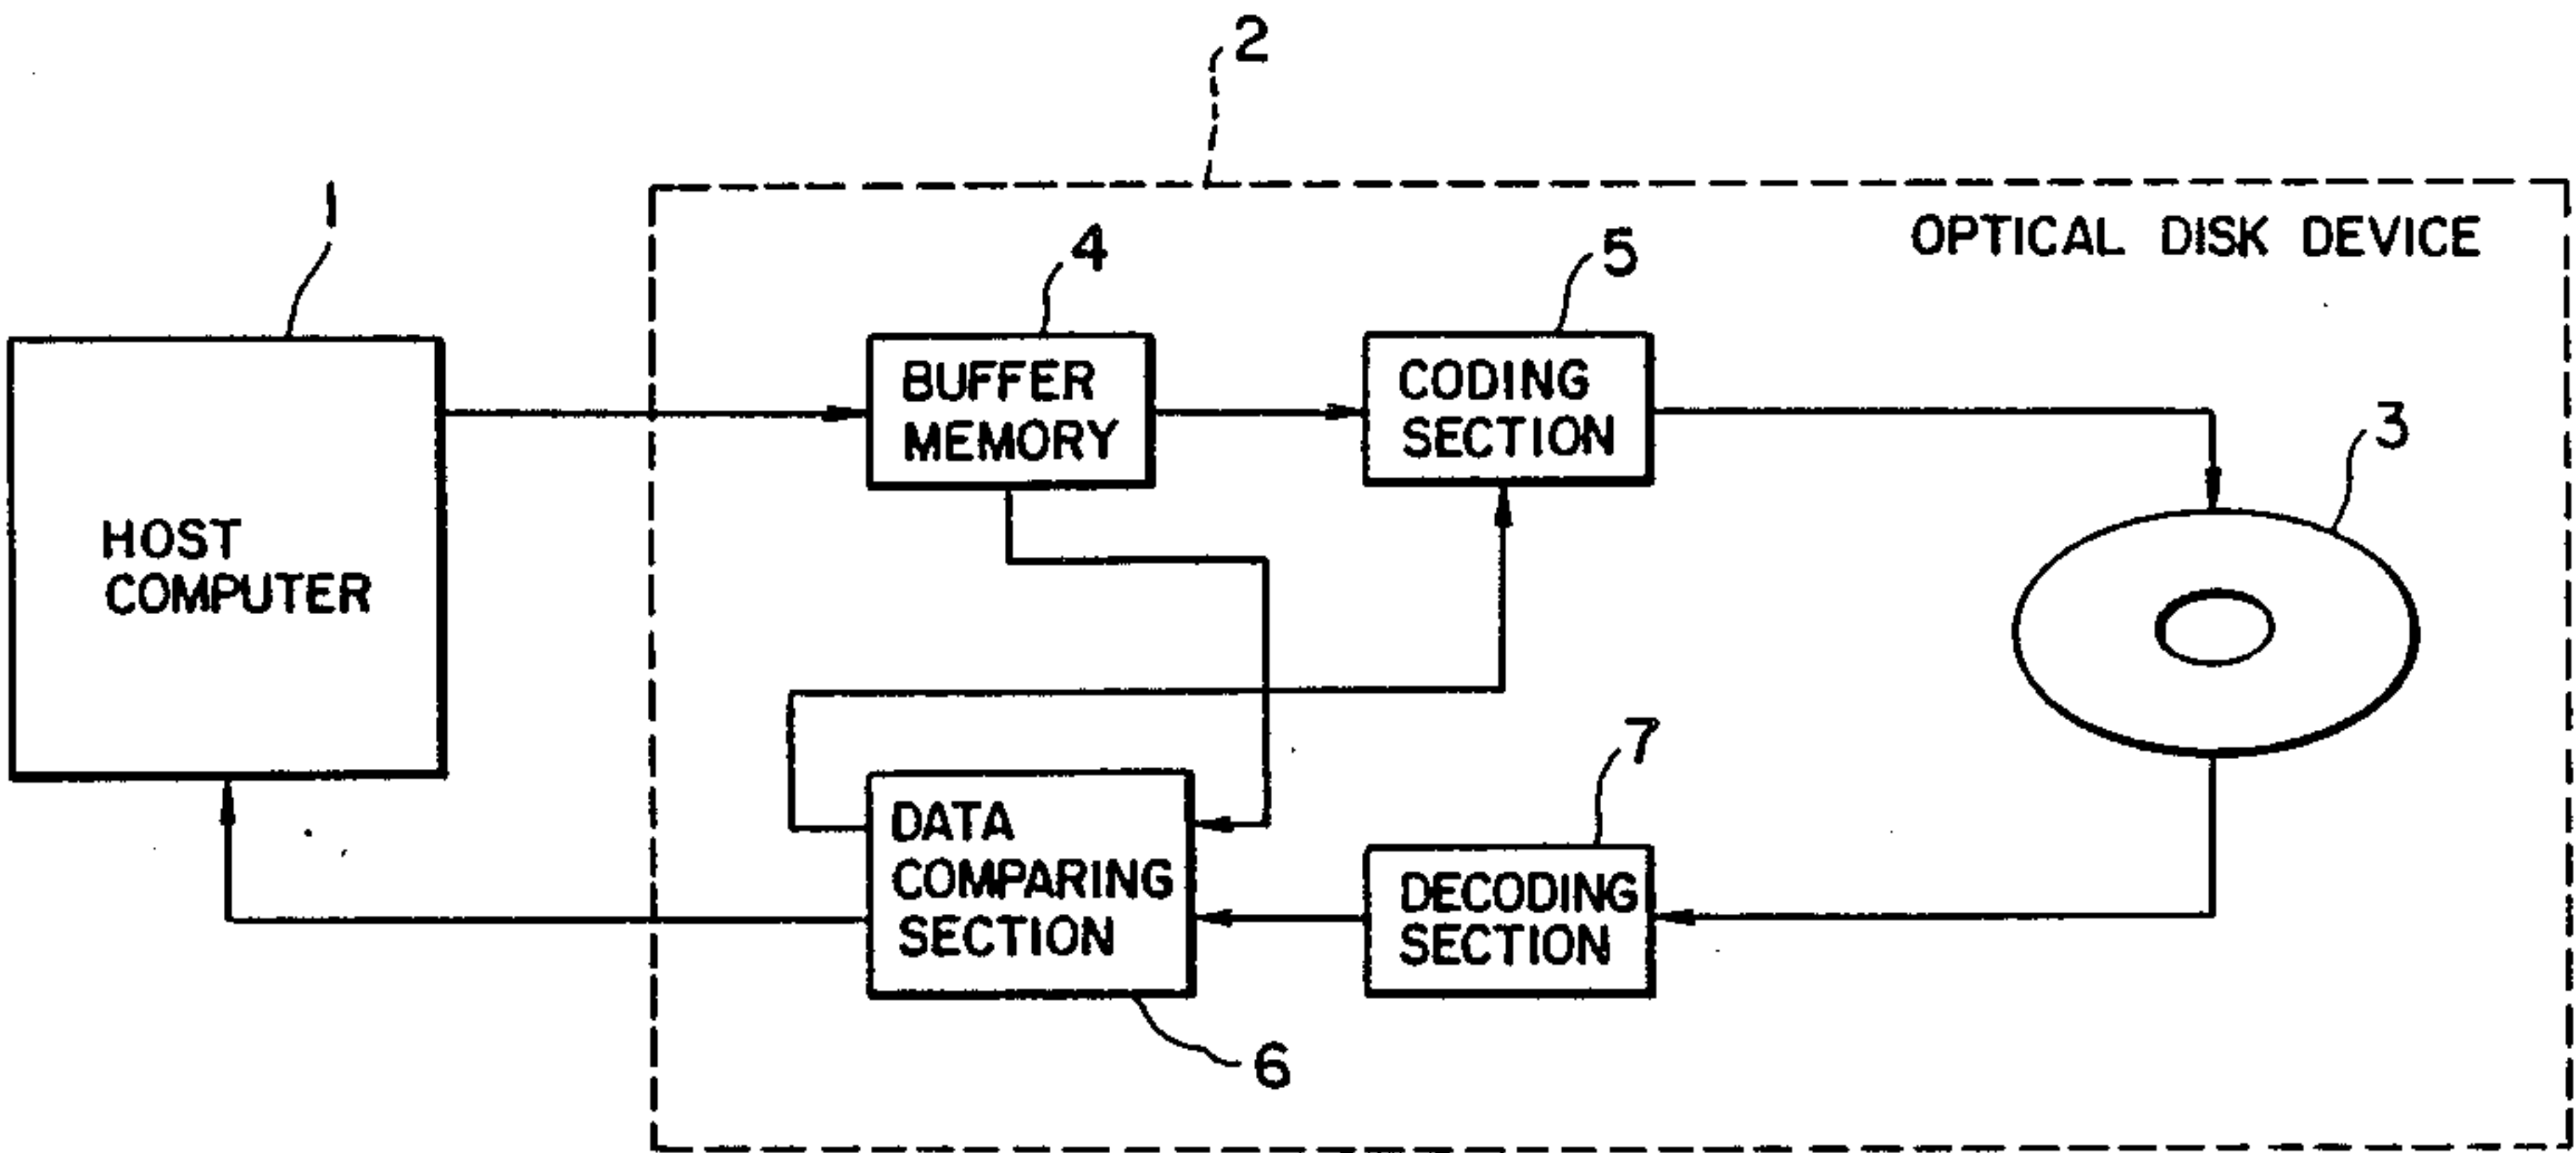 2
1
OPTICAL DISK DEVICE
4
5
BUFFER
MEMORY
CODING
SECTION
3
HOST
COMPUTER
7
DATA
COMPARING
SECTION
DECODING
SECTION
6